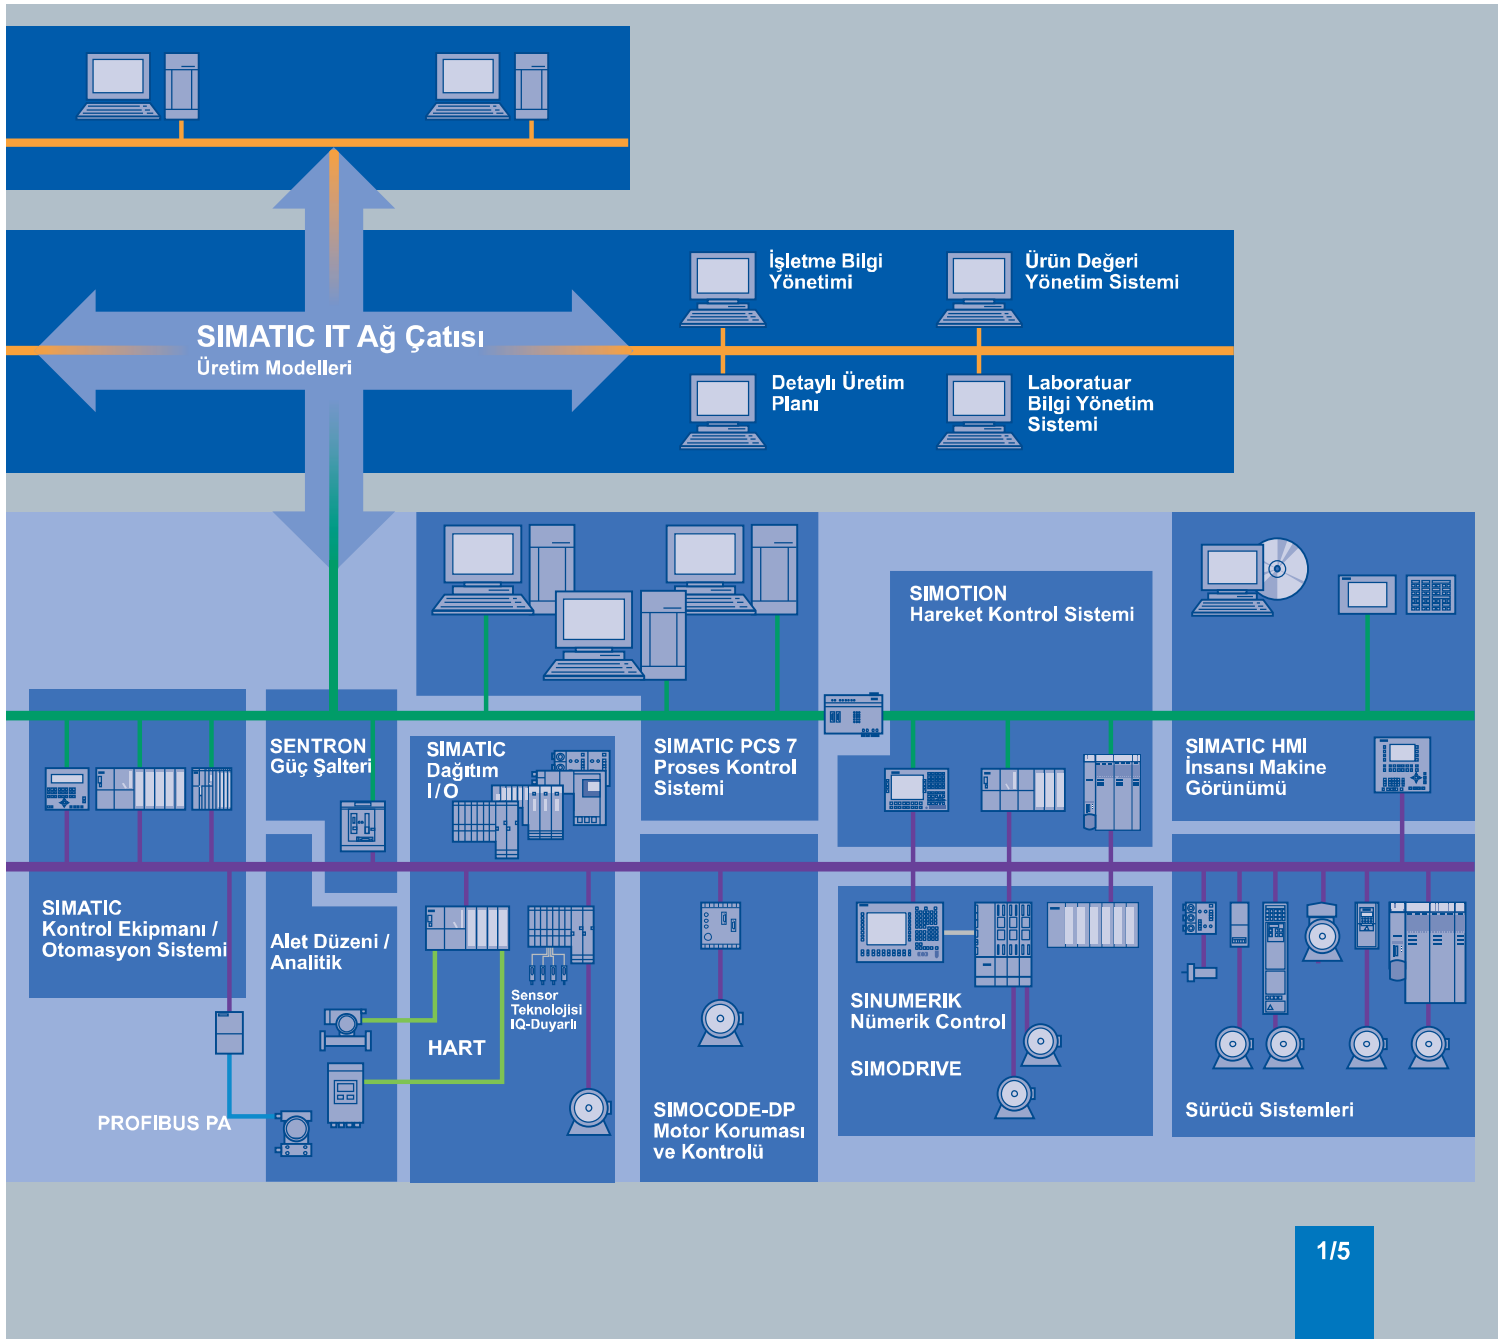 İşletme Bilgi
Yönetimi
Ürün Değeri
Yönetim Sistemi
SIMATIC IT Ağ Çatısı
Üretim Modelleri
Detaylı Üretim
Planı
Laboratuar
Bilgi Yönetim
Sistemi
SIMOTION
Hareket Kontrol Sistemi
SENTRON
Güç Şalteri
SIMATIC
Dağıtım
I/O
SIMATIC PCS 7
Proses Kontrol
Sistemi
SIMATIC HMI
İnsansı Makine
Görünümü
SIMATIC
Kontrol Ekipmanı /
Otomasyon Sistemi
Alet Düzeni /
Analitik
Sensor
Teknolojisi
IQ-Duyarlı
HART
SINUMERIK
Nümerik Control
SIMODRIVE
PROFIBUS PA
SIMOCODE-DP
Motor Koruması
ve Kontrolü
Sürücü Sistemleri
1/5